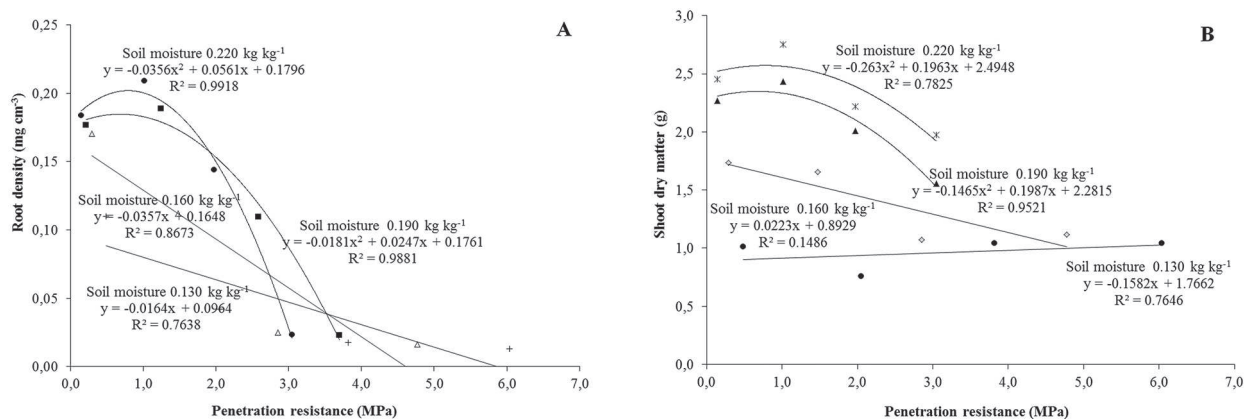 A
0,25
0,20
0,15
0,10
0,05
0,00
Root density (mg cm-3)
Soil moisture 0.220 kg kg-1
y = -0.0356x2 + 0.0561x + 0.1796
R2 = 0.9918
Soil moisture 0.160 kg kg-1
y = -0.0357x + 0.1648
R2 = 0.8673
Soil moisture 0.190 kg kg-1
y = -0.0181x2 + 0.0247x + 0.1761
R2 = 0.9881
Soil moisture 0.130 kg kg-1
y = -0.0164x + 0.0964
R2 = 0.7638
0,0 1,0 2,0 3,0 4,0 5,0 6,0 7,0
Penetration resistance (MPa)
B
3,0
2,5
2,0
1,5
1,0
0,5
0,0
Shoot dry matter (g)
Soil moisture 0.220 kg kg-1
y = -0.263x2 + 0.1963x + 2.4948
R2 = 0.7825
Soil moisture 0.190 kg kg-1
y = -0.1465x2 + 0.1987x + 2.2815
R2 = 0.9521
Soil moisture 0.160 kg kg-1
y = 0.0223x + 0.8929
R2 = 0.1486
Soil moisture 0.130 kg kg-1
y = -0.1582x + 1.7662
R2 = 0.7646
0,0 1,0 2,0 3,0 4,0 5,0 6,0 7,0
Penetration resistance (MPa)